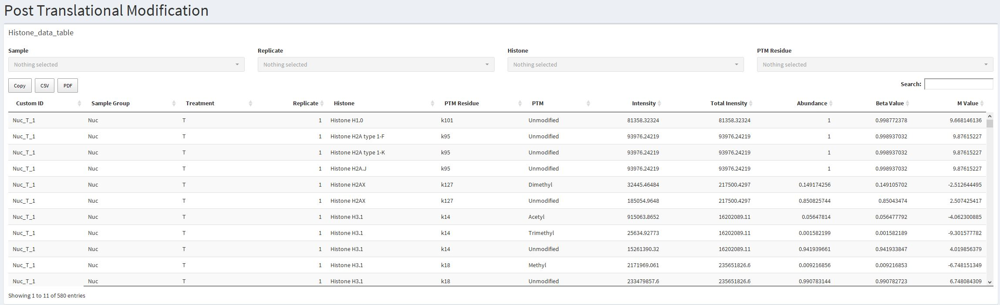 Post Translational Modification
Histone_data_table
Sample Replicate Histone PTM Residue
Nothing selected Nothing selected Nothing selected Nothing selected
Copy CSV PDF Search:
Custom ID Sample Group Treatment Replicate Histone PTM Residue PTM Intensity Total Inensity Abundance Beta Value M Value
Nuc_T_1 Nuc T 1 Histone H1.0 k101 Unmodified 81358.32324 81358.32324 1 0.998772378 9.668146136
Nuc_T_1 Nuc T 1 Histone H2A type 1-F k95 Unmodified 93976.24219 93976.24219 1 0.998937032 9.87615227
Nuc_T_1 Nuc T 1 Histone H2A type 1-K k95 Unmodified 93976.24219 93976.24219 1 0.998937032 9.87615227
Nuc_T_1 Nuc T 1 Histone H2A.J k95 Unmodified 93976.24219 93976.24219 1 0.998937032 9.87615227
Nuc_T_1 Nuc T 1 Histone H2AX k127 Dimethyl 32445.46484 217500.4297 0.149174256 0.149105702 -2.512644495
Nuc_T_1 Nuc T 1 Histone H2AX k127 Unmodified 185054.9648 217500.4297 0.850825744 0.85043474 2.507425417
Nuc_T_1 Nuc T 1 Histone H3.1 k14 Acetyl 915063.8652 16202089.11 0.05647814 0.056477792 -4.062300885
Nuc_T_1 Nuc T 1 Histone H3.1 k14 Trimethyl 25634.92773 16202089.11 0.001582199 0.001582189 -9.301577782
Nuc_T_1 Nuc T 1 Histone H3.1 k14 Unmodified 15261390.32 16202089.11 0.941939661 0.941933847 4.019856379
Nuc_T_1 Nuc T 1 Histone H3.1 k18 Methyl 2171969.061 235651826.6 0.009216856 0.009216853 -6.748151349
Nuc_T_1 Nuc T 1 Histone H3.1 k18 Unmodified 233479857.6 235651826.6 0.990783144 0.990782723 6.748084309
Showing 1 to 11 of 580 entries